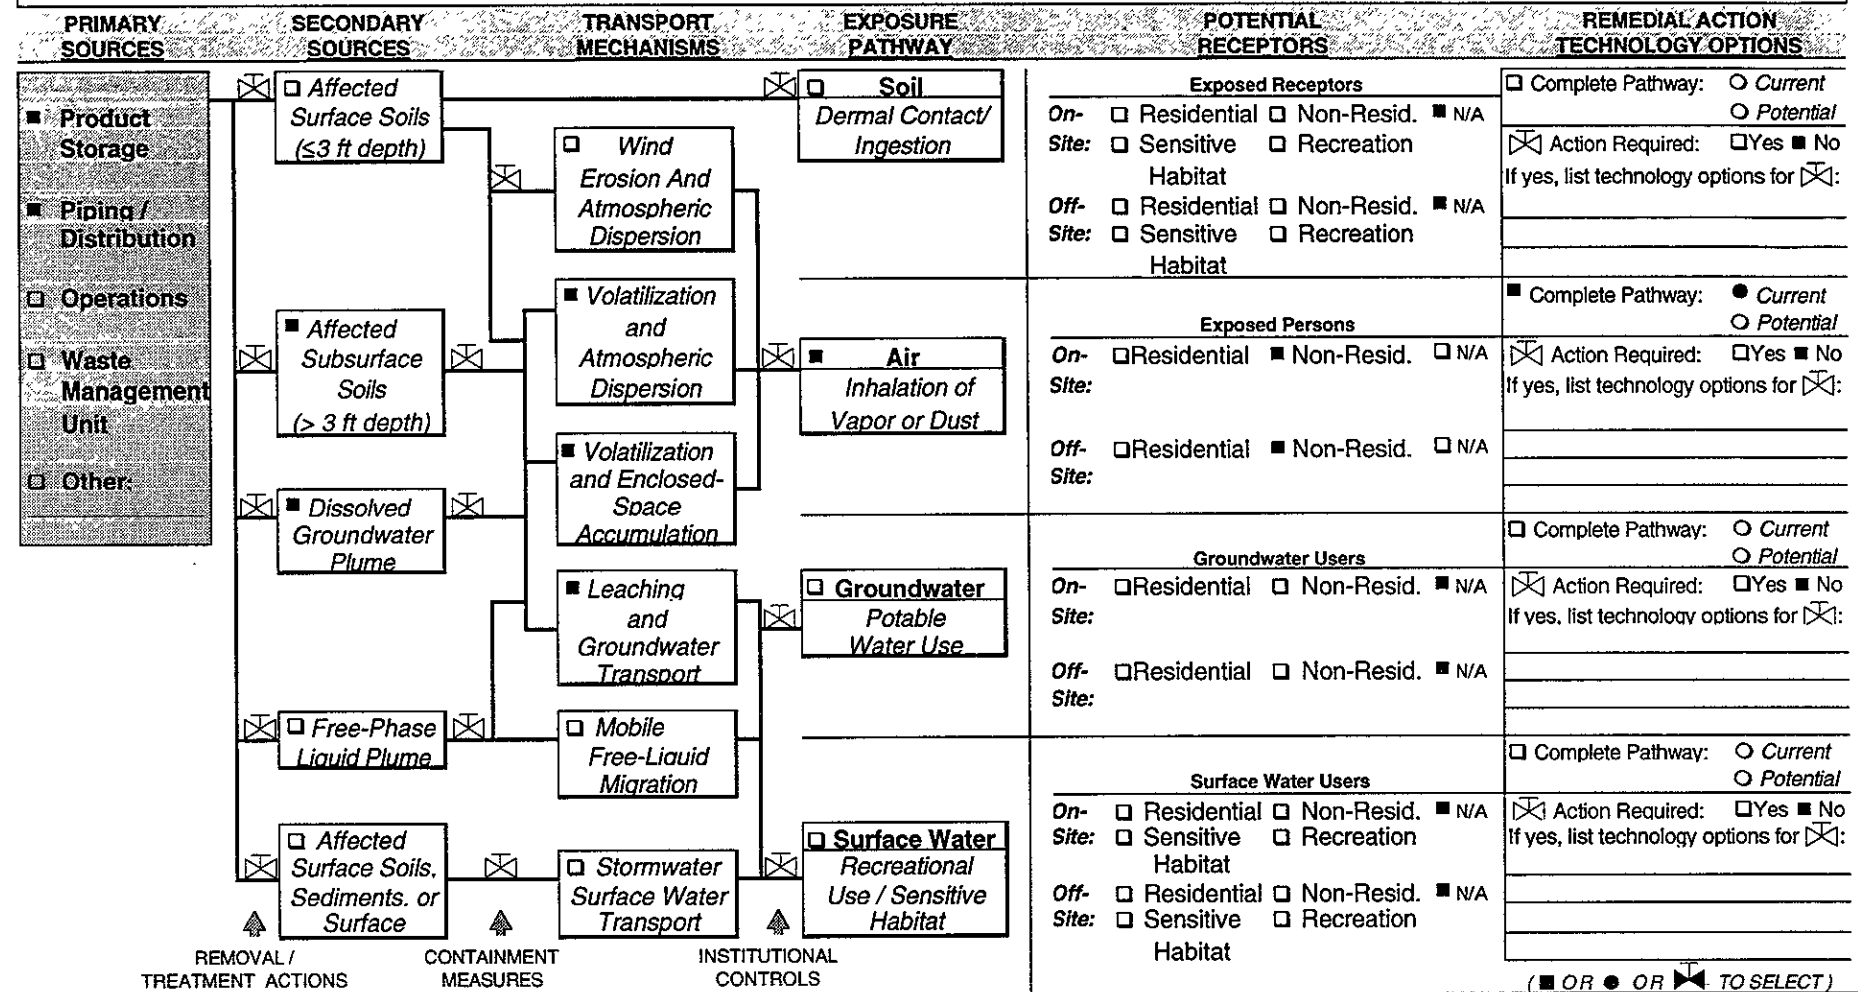 PRIMARY
SOURCES
SECONDARY
SOURCES
TRANSPORT
MECHANISMS
EXPOSURE
PATHWAY
POTENTIAL
RECEPTORS
REMEDIAL ACTION
TECHNOLOGY OPTIONS
■ Product
Storage
■ Piping /
Distribution
□ Operations
□ Waste
Management
Unit
□ Other:
□ Affected
Surface Soils
(≤3 ft depth)
■ Affected
Subsurface
Soils
(> 3 ft depth)
■ Dissolved
Groundwater
Plume
□ Free-Phase
Liquid Plume
□ Affected
Surface Soils,
Sediments, or
Surface
□ Wind
Erosion And
Atmospheric
Dispersion
■ Volatilization
and
Atmospheric
Dispersion
■ Volatilization
and Enclosed-
Space
Accumulation
■ Leaching
and
Groundwater
Transport
□ Mobile
Free-Liquid
Migration
□ Stormwater
Surface Water
Transport
□ Soil
Dermal Contact/
Ingestion
■ Air
Inhalation of
Vapor or Dust
□ Groundwater
Potable
Water Use
□ Surface Water
Recreational
Use / Sensitive
Habitat
REMOVAL /
TREATMENT ACTIONS
CONTAINMENT
MEASURES
INSTITUTIONAL
CONTROLS
Exposed Receptors
On- □ Residential □ Non-Resid. ■ N/A
Site: □ Sensitive □ Recreation
Habitat
Off- □ Residential □ Non-Resid. ■ N/A
Site: □ Sensitive □ Recreation
Habitat
□ Complete Pathway: ○ Current
○ Potential
Action Required: □Yes ■ No
If yes, list technology options for :
Exposed Persons
On- □Residential ■ Non-Resid. □ N/A
Site:
Off- □Residential ■ Non-Resid. □ N/A
Site:
■ Complete Pathway: ● Current
○ Potential
Action Required: □Yes ■ No
If yes, list technology options for :
Groundwater Users
On- □Residential □ Non-Resid. ■ N/A
Site:
Off- □Residential □ Non-Resid. ■ N/A
Site:
□ Complete Pathway: ○ Current
○ Potential
Action Required: □Yes ■ No
If yes, list technology options for :
Surface Water Users
On- □ Residential □ Non-Resid. ■ N/A
Site: □ Sensitive □ Recreation
Habitat
Off- □ Residential □ Non-Resid. ■ N/A
Site: □ Sensitive □ Recreation
Habitat
□ Complete Pathway: ○ Current
○ Potential
Action Required: □Yes ■ No
If yes, list technology options for :
( ■ OR ● OR TO SELECT )